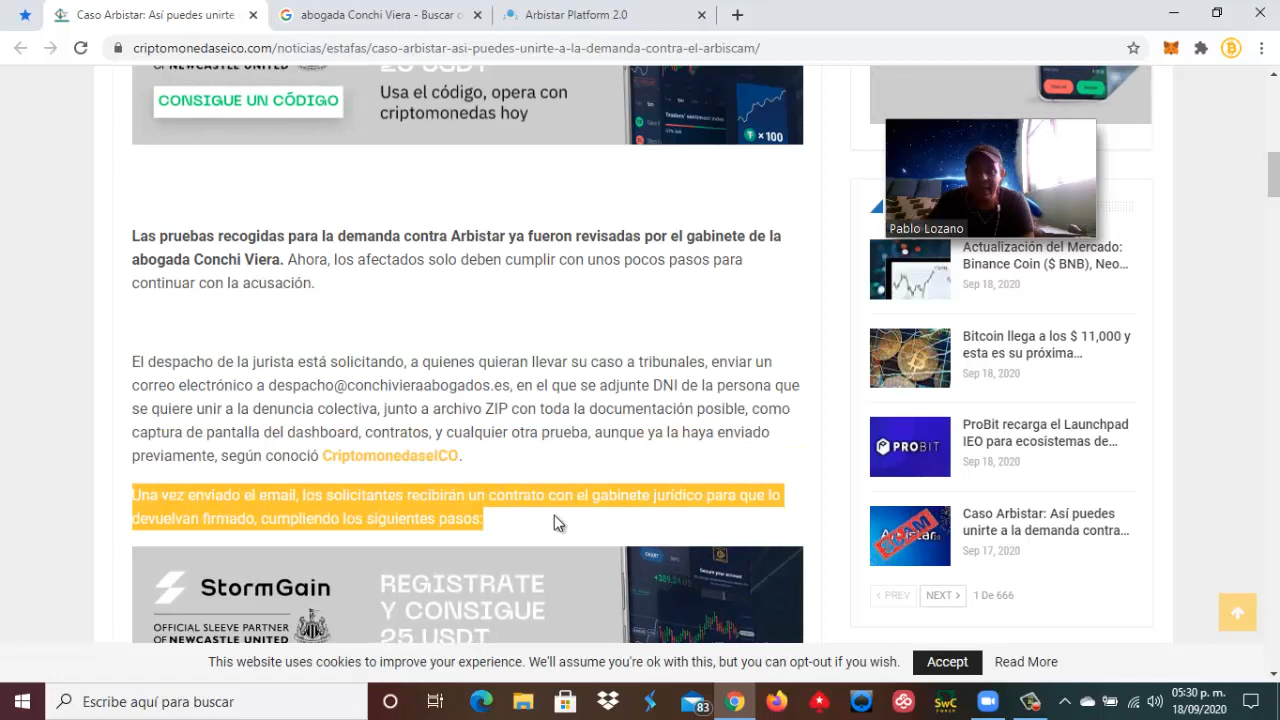 Caso Arbistar: Así puedes unirte
abogada Conchi Viera - Buscar c
Arbistar Platform 2.0
criptomonedaseico.com/noticias/estafas/caso-arbistar-asi-puedes-unirte-a-la-demanda-contra-el-arbiscam/
OF NEWCASTLE UNITED
CONSIGUE UN CÓDIGO
Usa el código, opera con
criptomonedas hoy
× 100
Las pruebas recogidas para la demanda contra Arbistar ya fueron revisadas por el gabinete de la
abogada Conchi Viera. Ahora, los afectados solo deben cumplir con unos pocos pasos para
continuar con la acusación.
El despacho de la jurista está solicitando, a quienes quieran llevar su caso a tribunales, enviar un
correo electrónico a despacho@conchivieraabogados.es, en el que se adjunte DNI de la persona que
se quiere unir a la denuncia colectiva, junto a archivo ZIP con toda la documentación posible, como
captura de pantalla del dashboard, contratos, y cualquier otra prueba, aunque ya la haya enviado
previamente, según conoció CriptomonedaseICO.
Una vez enviado el email, los solicitantes recibirán un contrato con el gabinete jurídico para que lo
devuelvan firmado, cumpliendo los siguientes pasos:
StormGain
OFFICIAL SLEEVE PARTNER
OF NEWCASTLE UNITED
REGISTRATE
Y CONSIGUE
25 USDT
CHART
Pablo Lozano
Actualización del Mercado:
Binance Coin ($ BNB), Neo...
Sep 18, 2020
Bitcoin llega a los $ 11,000 y
esta es su próxima...
Sep 18, 2020
PROBIT
ProBit recarga el Launchpad
IEO para ecosistemas de...
Sep 18, 2020
SCAM
Caso Arbistar: Así puedes
unirte a la demanda contra...
Sep 17, 2020
PREV
NEXT
1 De 666
This website uses cookies to improve your experience. We'll assume you're ok with this, but you can opt-out if you wish.
Accept
Read More
Escribe aquí para buscar
83
SwC
05:30 p. m.
18/09/2020